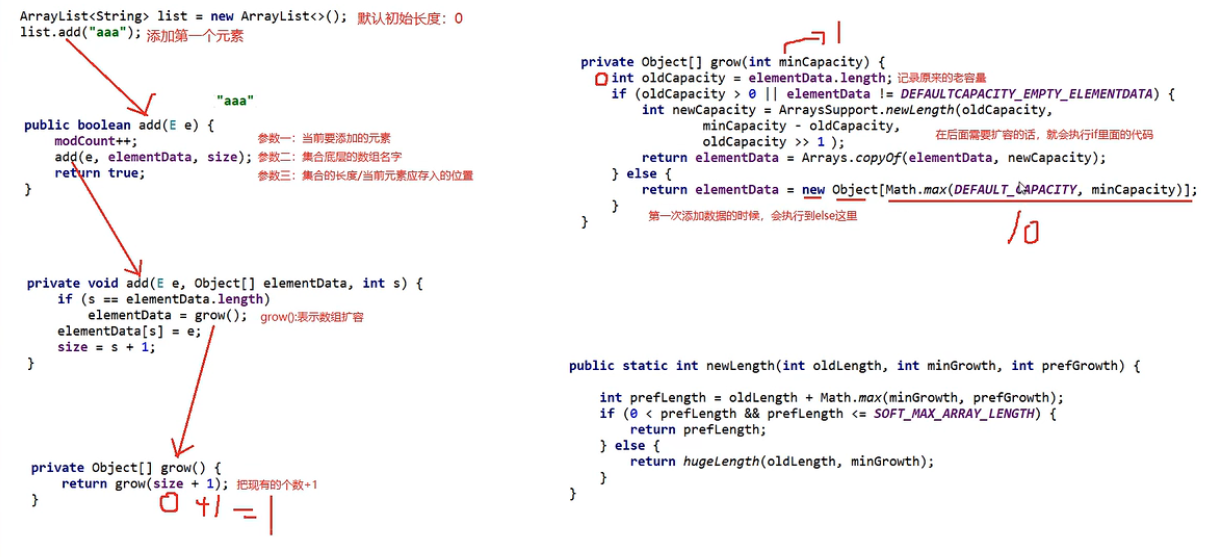 ArrayList<String> list = new ArrayList<>(); 默认初始长度：0
list.add("aaa"); 添加第一个元素
"aaa"
public boolean add(E e) {
modCount++; 参数一：当前要添加的元素
add(e, elementData, size); 参数二：集合底层的数组名字
return true; 参数三：集合的长度/当前元素应存入的位置
}
private void add(E e, Object[] elementData, int s) {
if (s == elementData.length)
elementData = grow(); grow():表示数组扩容
elementData[s] = e;
size = s + 1;
}
private Object[] grow() {
return grow(size + 1); 把现有的个数+1
}
0 +1 = 1
1
private Object[] grow(int minCapacity) {
0 int oldCapacity = elementData.length; 记录原来的老容量
if (oldCapacity > 0 || elementData != DEFAULTCAPACITY_EMPTY_ELEMENTDATA) {
int newCapacity = ArraysSupport.newLength(oldCapacity,
minCapacity - oldCapacity, 在后面需要扩容的话，就会执行if里面的代码
oldCapacity >> 1 );
return elementData = Arrays.copyOf(elementData, newCapacity);
} else {
return elementData = new Object[Math.max(DEFAULT_CAPACITY, minCapacity)];
}
第一次添加数据的时候，会执行到else这里
}
10
public static int newLength(int oldLength, int minGrowth, int prefGrowth) {
int prefLength = oldLength + Math.max(minGrowth, prefGrowth);
if (0 < prefLength && prefLength <= SOFT_MAX_ARRAY_LENGTH) {
return prefLength;
} else {
return hugeLength(oldLength, minGrowth);
}
}